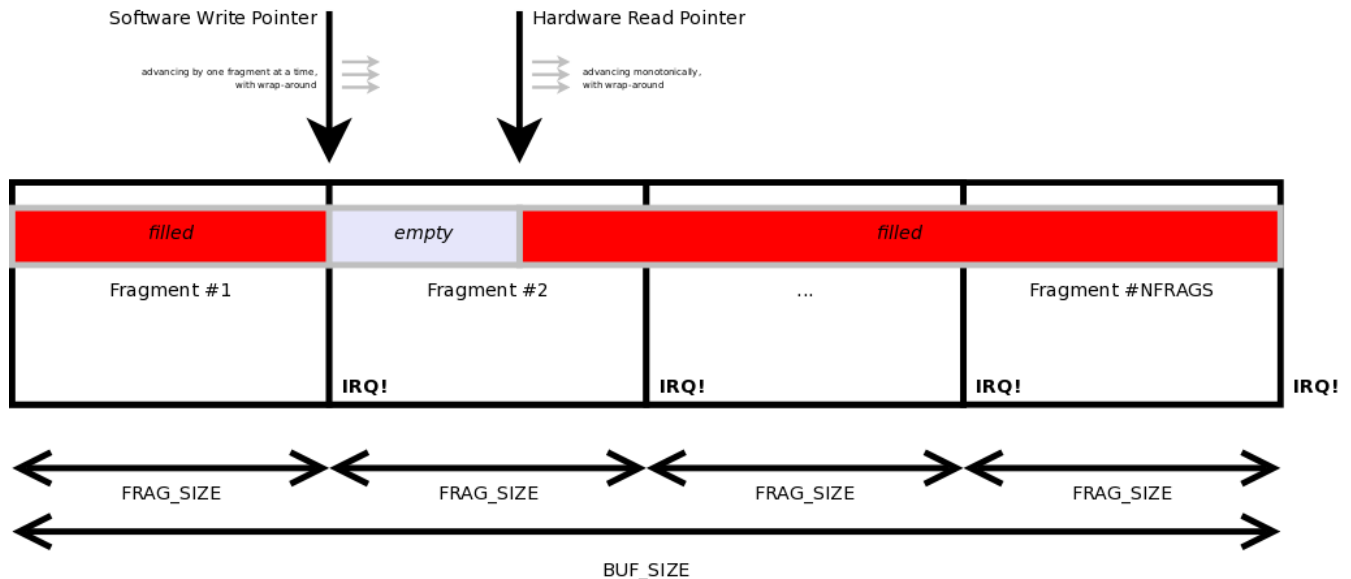 Software Write Pointer
Hardware Read Pointer
advancing by one fragment at a time,
with wrap-around
advancing monotonically,
with wrap-around
filled
empty
filled
Fragment #1
Fragment #2
...
Fragment #NFRAGS
IRQ!
IRQ!
IRQ!
IRQ!
FRAG_SIZE
FRAG_SIZE
FRAG_SIZE
FRAG_SIZE
BUF_SIZE